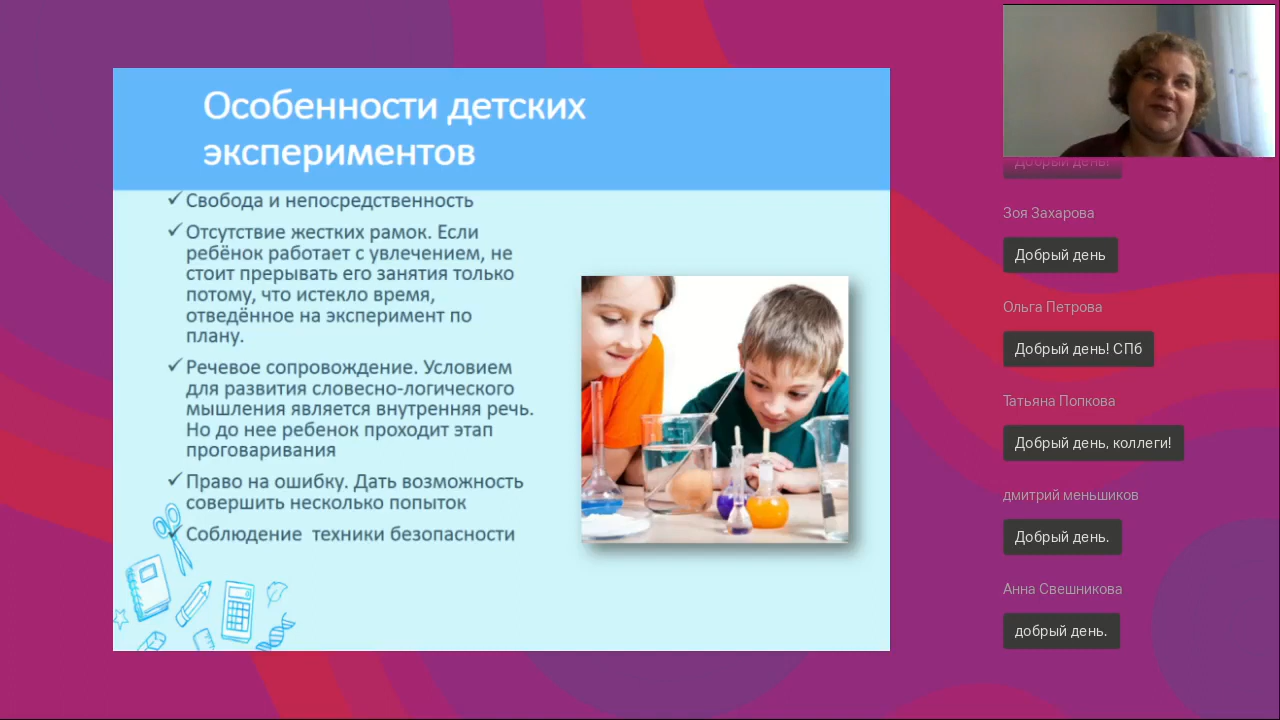 Особенности детских
экспериментов
Свобода и непосредственность
Отсутствие жестких рамок. Если
ребёнок работает с увлечением, не
стоит прерывать его занятия только
потому, что истекло время,
отведённое на эксперимент по
плану.
Речевое сопровождение. Условием
для развития словесно-логического
мышления является внутренняя речь.
Но до нее ребенок проходит этап
проговаривания
Право на ошибку. Дать возможность
совершить несколько попыток
Соблюдение  техники безопасности
Добрый день!
Зоя Захарова
Добрый день
Ольга Петрова
Добрый день! СПб
Татьяна Попкова
Добрый день, коллеги!
дмитрий меньшиков
Добрый день.
Анна Свешникова
добрый день.